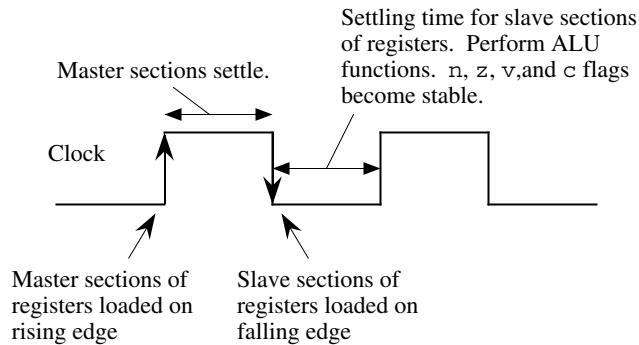 Settling time for slave sections
of registers. Perform ALU
functions. n, z, v,and c flags
become stable.
Master sections settle.
Clock
Master sections of
registers loaded on
rising edge
Slave sections of
registers loaded on
falling edge